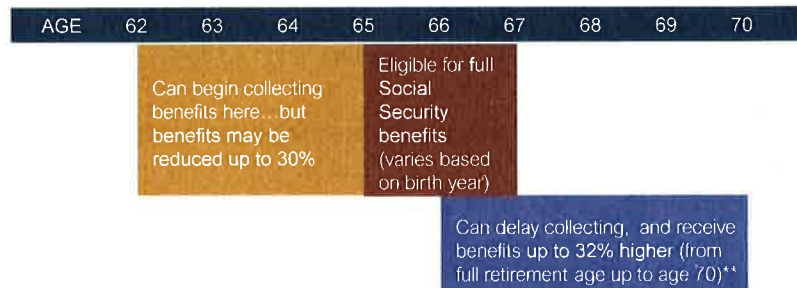 AGE 62 63 64 65 66 67 68 69 70
Can begin collecting
benefits here...but
benefits may be
reduced up to 30%
Eligible for full
Social
Security
benefits
(varies based
on birth year)
Can delay collecting, and receive
benefits up to 32% higher (from
full retirement age up to age 70)**